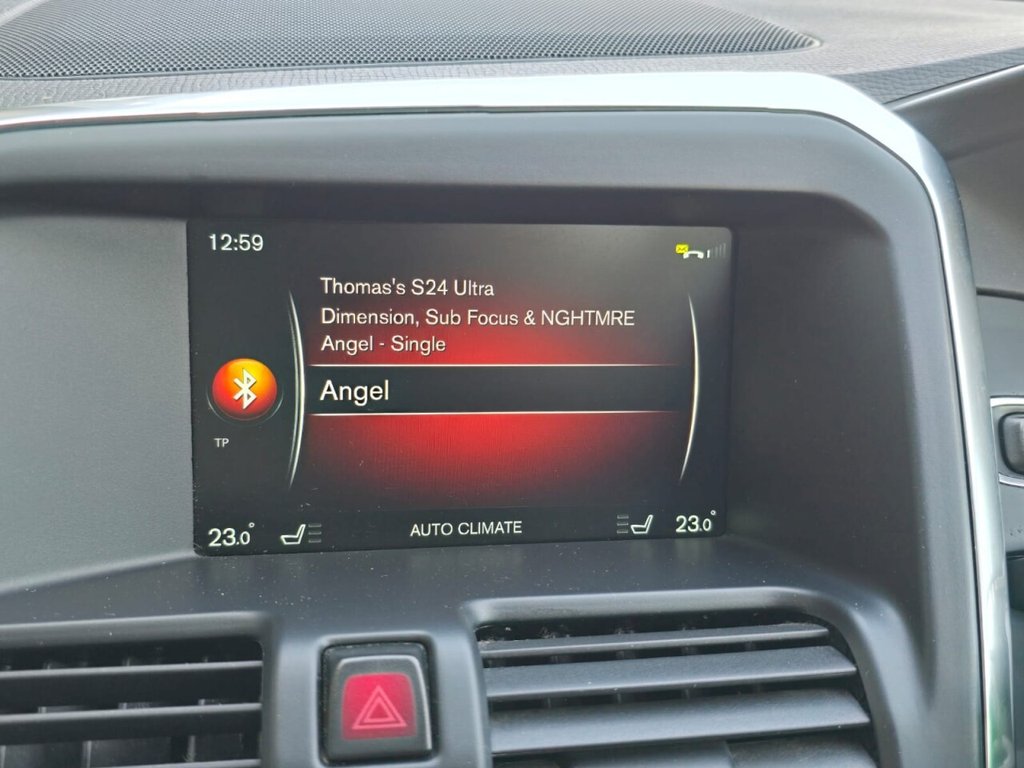 12:59
Thomas's S24 Ultra
Dimension, Sub Focus & NGHTMRE
Angel - Single
Angel
TP
23.0°
AUTO CLIMATE
23.0°